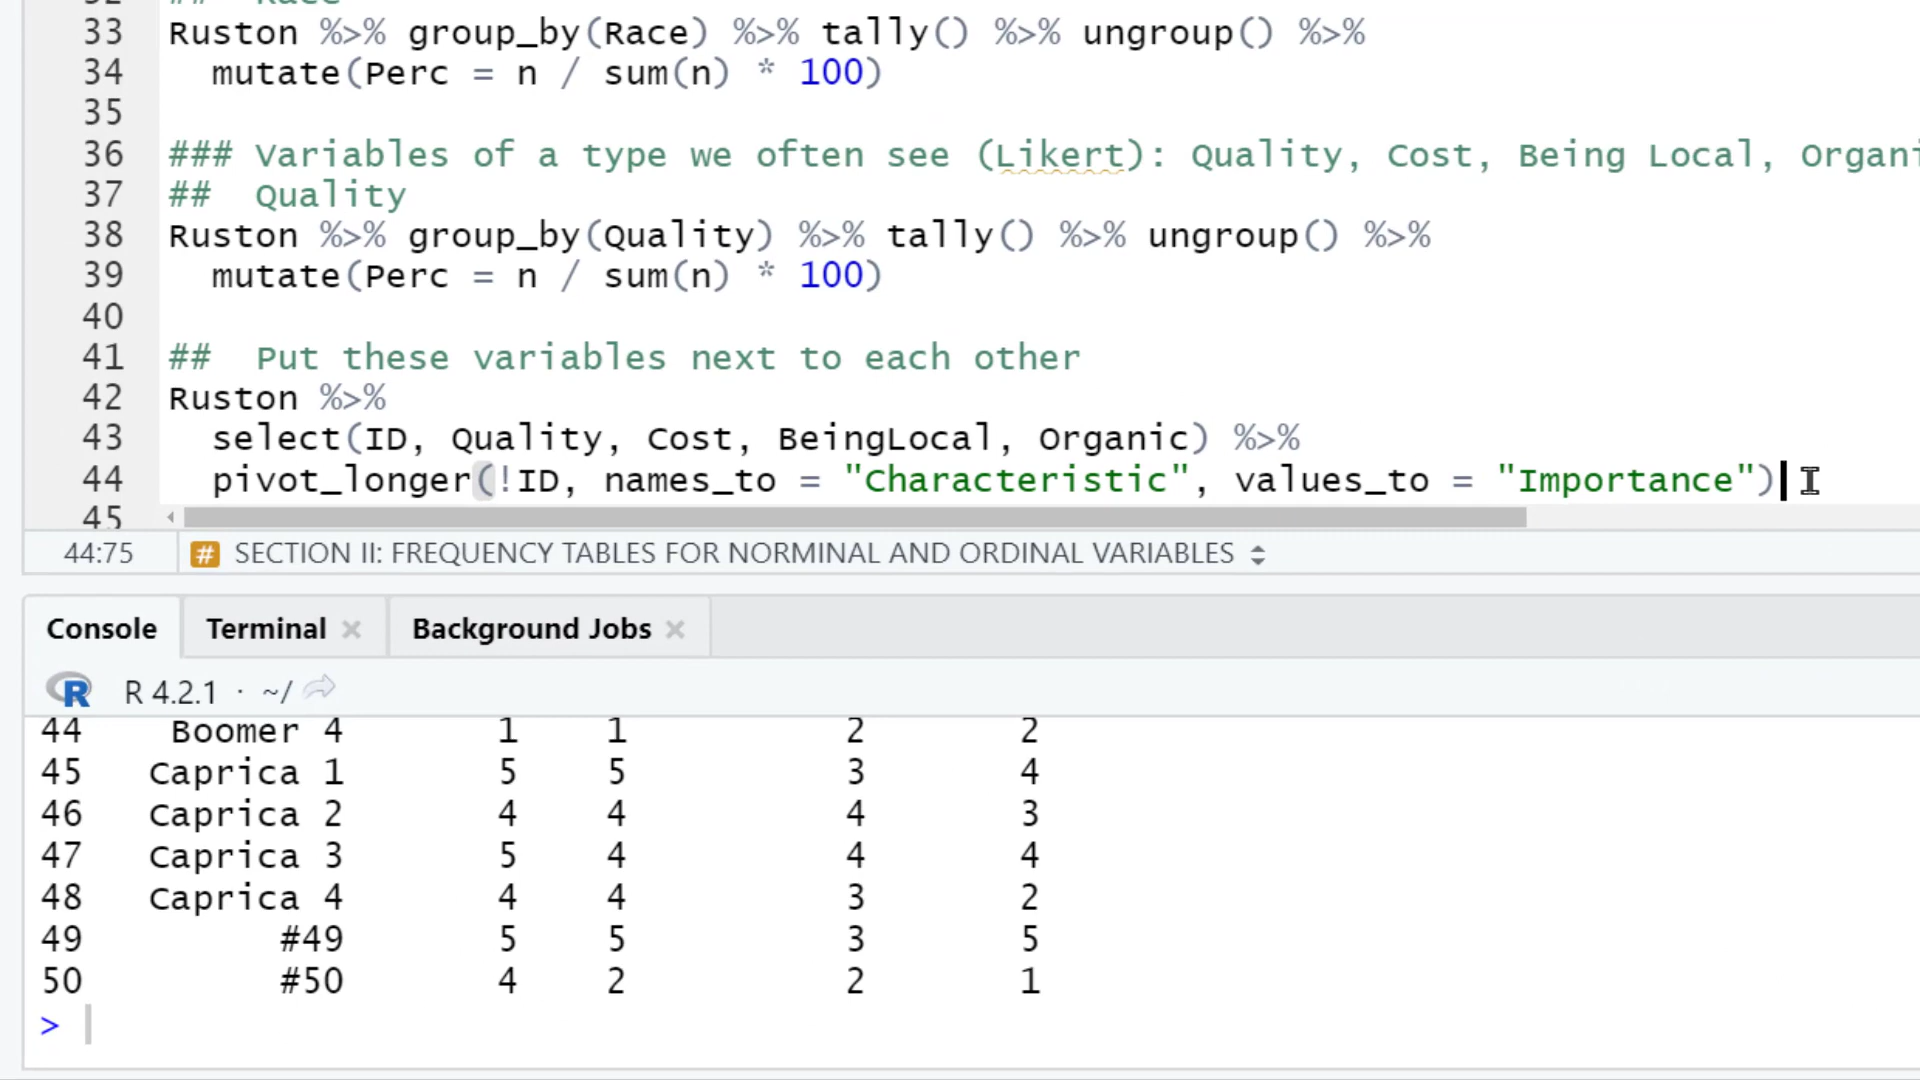 32 ## Race
33 Ruston %>% group_by(Race) %>% tally() %>% ungroup() %>%
34 mutate(Perc = n / sum(n) * 100)
35
36 ### Variables of a type we often see (Likert): Quality, Cost, Being Local, Organi
37 ## Quality
38 Ruston %>% group_by(Quality) %>% tally() %>% ungroup() %>%
39 mutate(Perc = n / sum(n) * 100)
40
41 ## Put these variables next to each other
42 Ruston %>%
43 select(ID, Quality, Cost, BeingLocal, Organic) %>%
44 pivot_longer(!ID, names_to = "Characteristic", values_to = "Importance")
45
44:75 # SECTION II: FREQUENCY TABLES FOR NORMINAL AND ORDINAL VARIABLES
Console Terminal × Background Jobs ×
R R 4.2.1 · ~/
44 Boomer 4 1 1 2 2
45 Caprica 1 5 5 3 4
46 Caprica 2 4 4 4 3
47 Caprica 3 5 4 4 4
48 Caprica 4 4 4 3 2
49 #49 5 5 3 5
50 #50 4 2 2 1
>